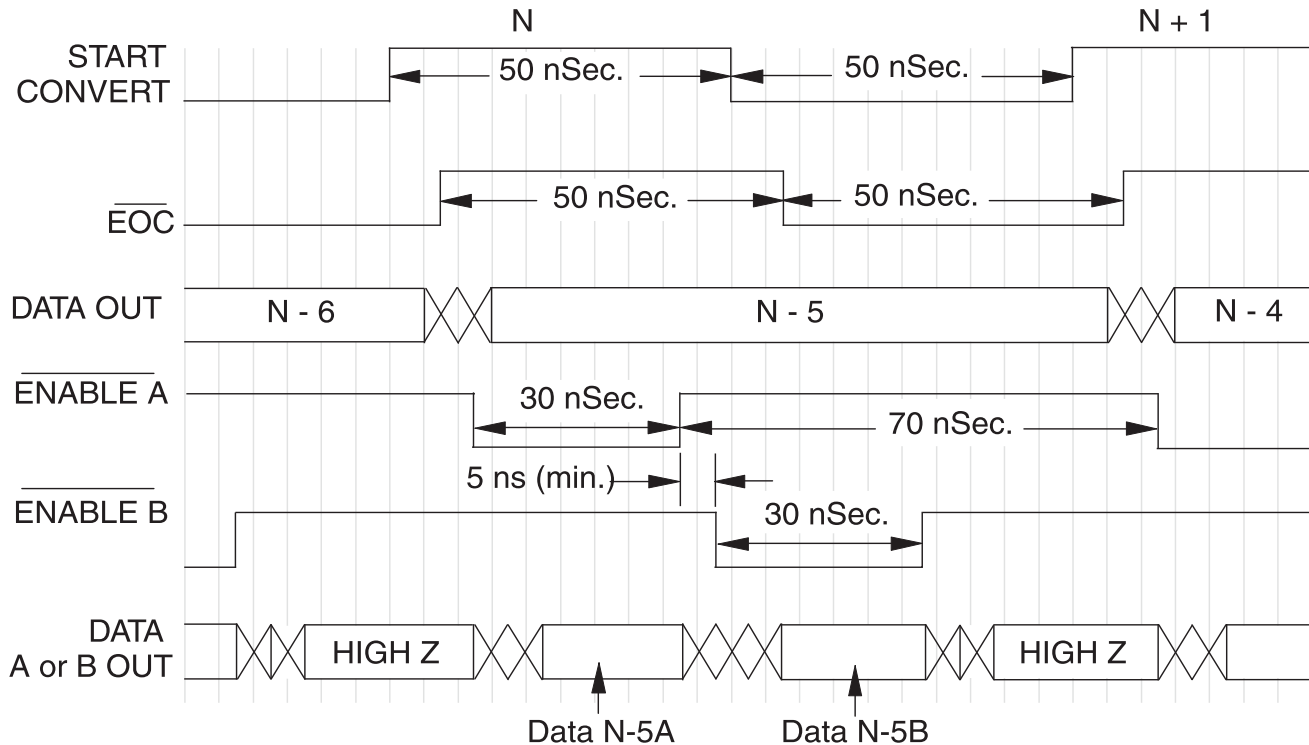 N
N + 1
START
CONVERT
50 nSec.
50 nSec.
EOC
50 nSec.
50 nSec.
DATA OUT
N - 6
N - 5
N - 4
ENABLE A
30 nSec.
70 nSec.
5 ns (min.)
ENABLE B
30 nSec.
DATA
A or B OUT
HIGH Z
HIGH Z
Data N-5A
Data N-5B